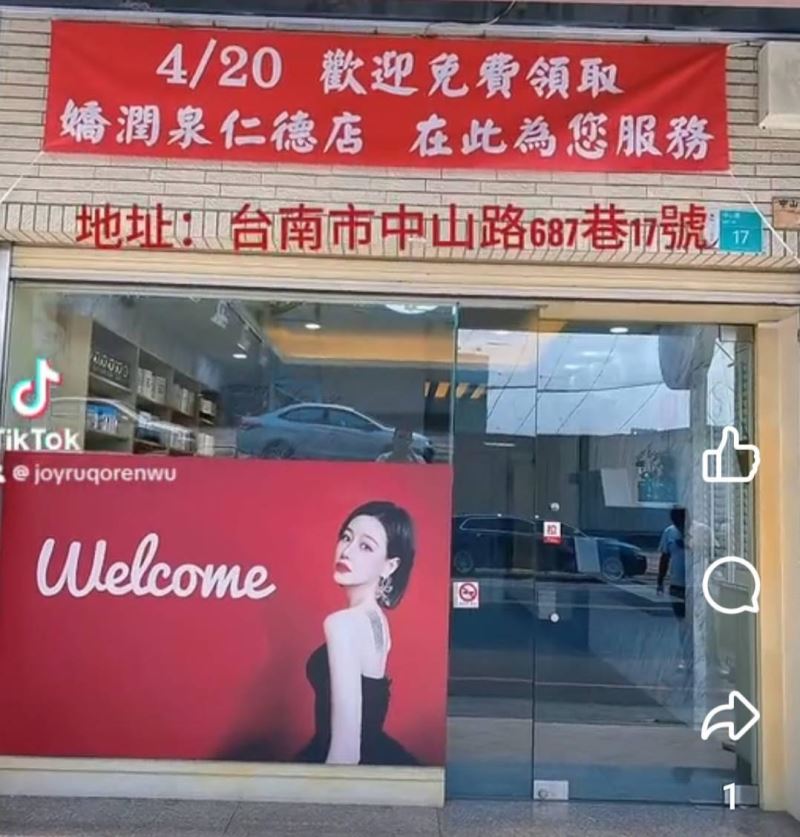 4/20 歡迎免費領取
嬌潤泉仁德店 在此為您服務
地址：台南市中山路687巷17號
17
TikTok
@joyruqorenwu
Welcome
拉
1